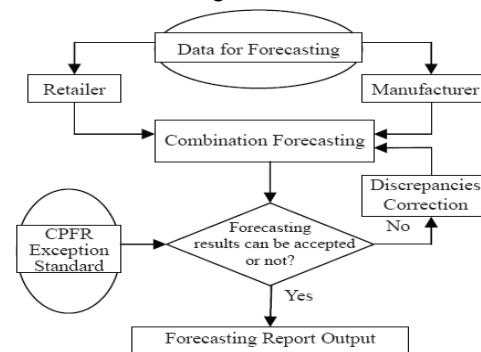 Data for Forecasting
Retailer
Manufacturer
Combination Forecasting
Discrepancies
Correction
CPFR
Exception
Standard
Forecasting
results can be accepted
or not?
No
Yes
Forecasting Report Output